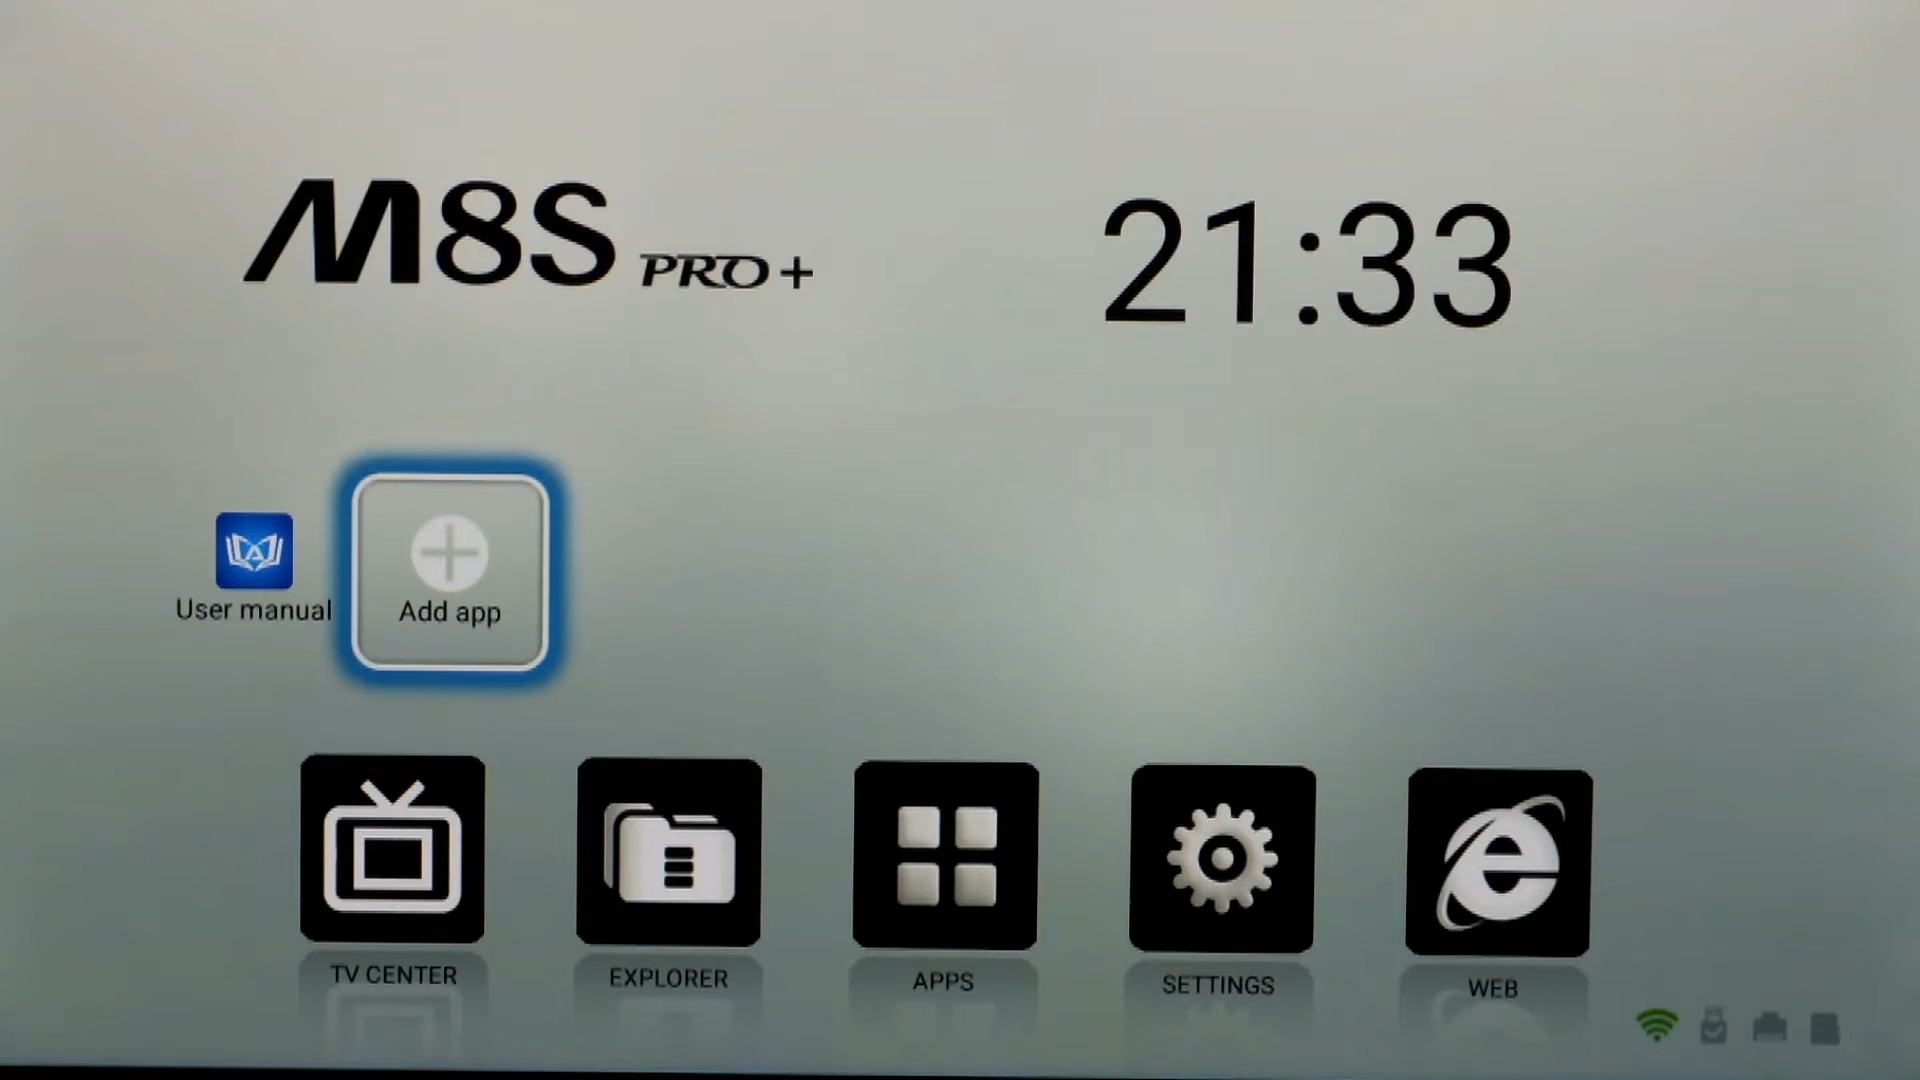 M8S PRO+
21:33
User manual
Add app
TV CENTER
EXPLORER
APPS
SETTINGS
WEB